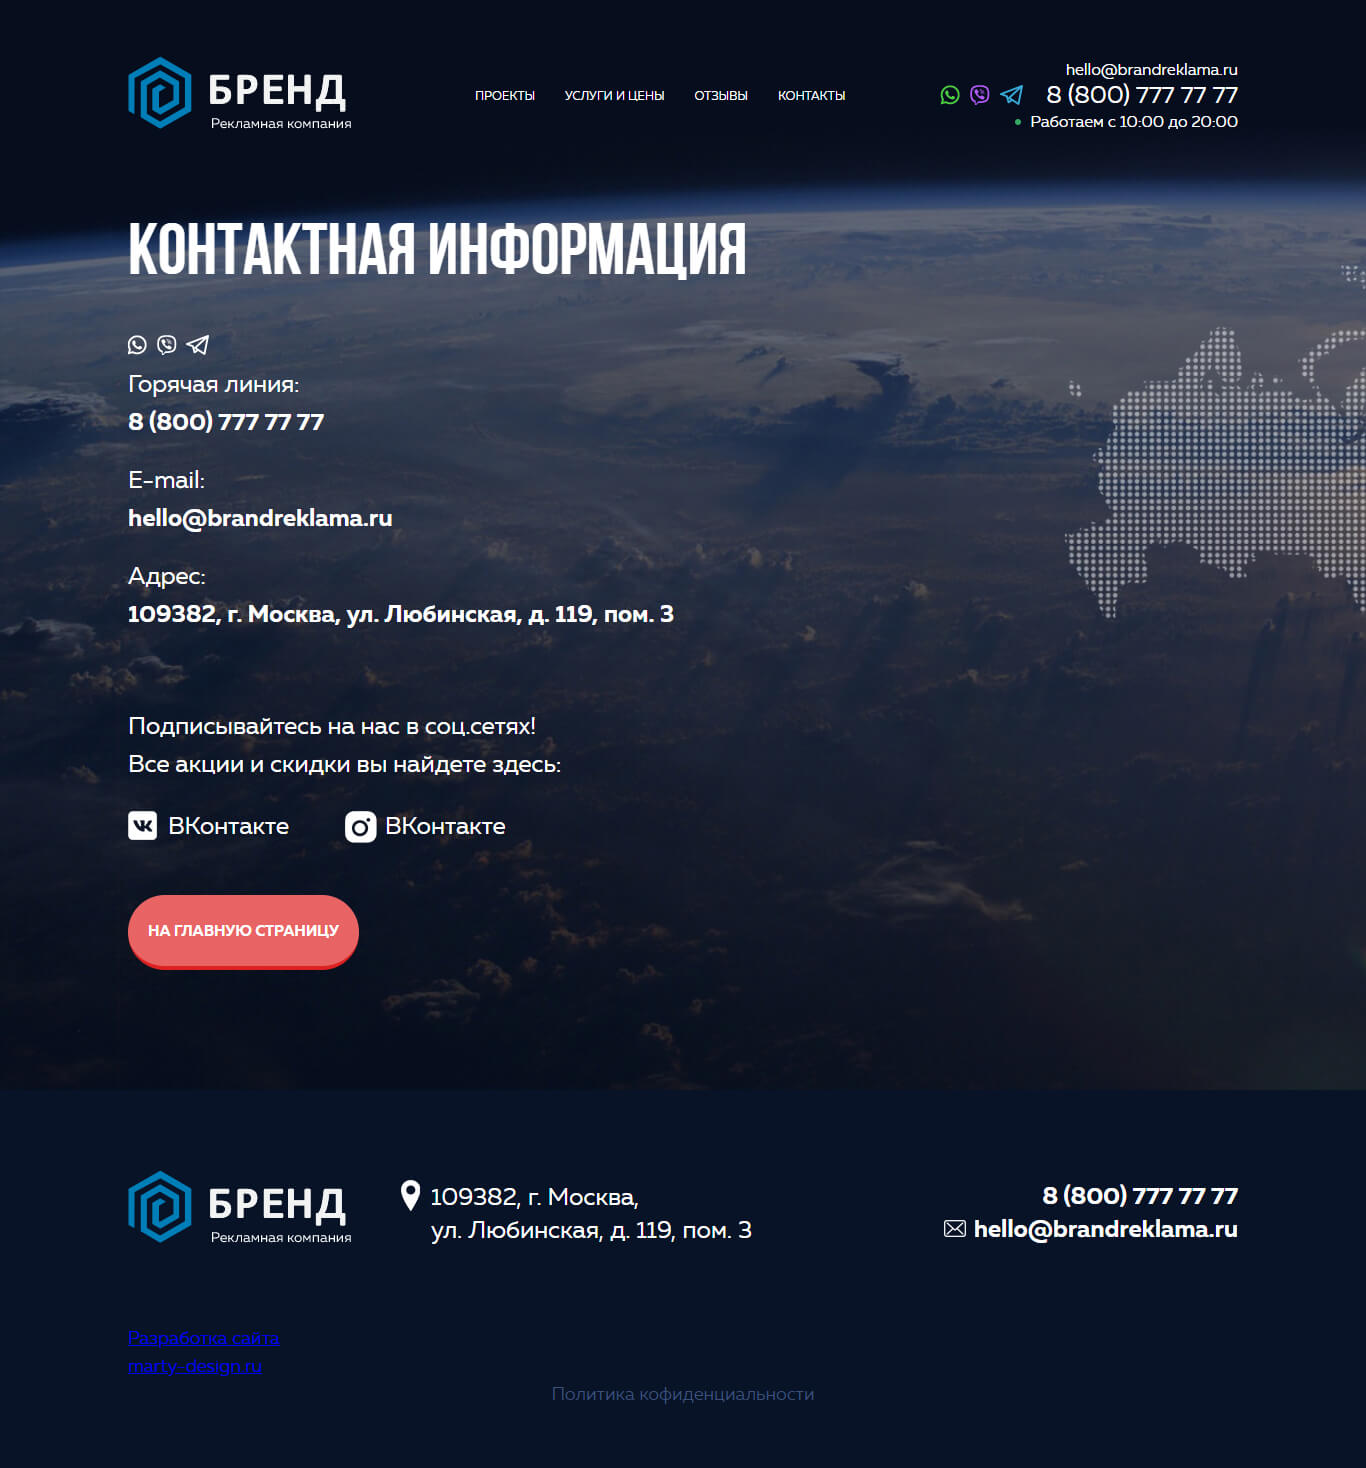 БРЕНД
Рекламная компания
ПРОЕКТЫ
УСЛУГИ И ЦЕНЫ
ОТЗЫВЫ
КОНТАКТЫ
hello@brandreklama.ru
8 (800) 777 77 77
Работаем с 10:00 до 20:00
КОНТАКТНАЯ ИНФОРМАЦИЯ
Горячая линия:
8 (800) 777 77 77
E-mail:
hello@brandreklama.ru
Адрес:
109382, г. Москва, ул. Любинская, д. 119, пом. 3
Подписывайтесь на нас в соц.сетях!
Все акции и скидки вы найдете здесь:
ВКонтакте
ВКонтакте
НА ГЛАВНУЮ СТРАНИЦУ
БРЕНД
Рекламная компания
109382, г. Москва,
ул. Любинская, д. 119, пом. 3
8 (800) 777 77 77
hello@brandreklama.ru
Разработка сайта
marty-design.ru
Политика кофиденциальности